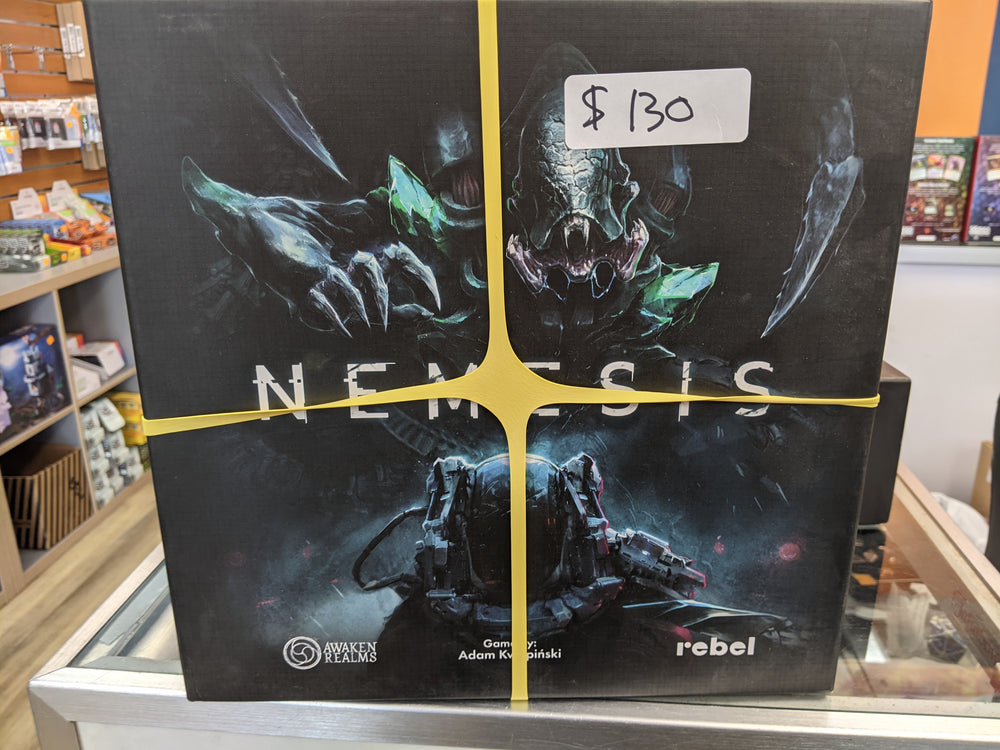 $ 130
NEMESIS
AWAKEN
REALMS
Game by:
Adam Kwapiński
rebel